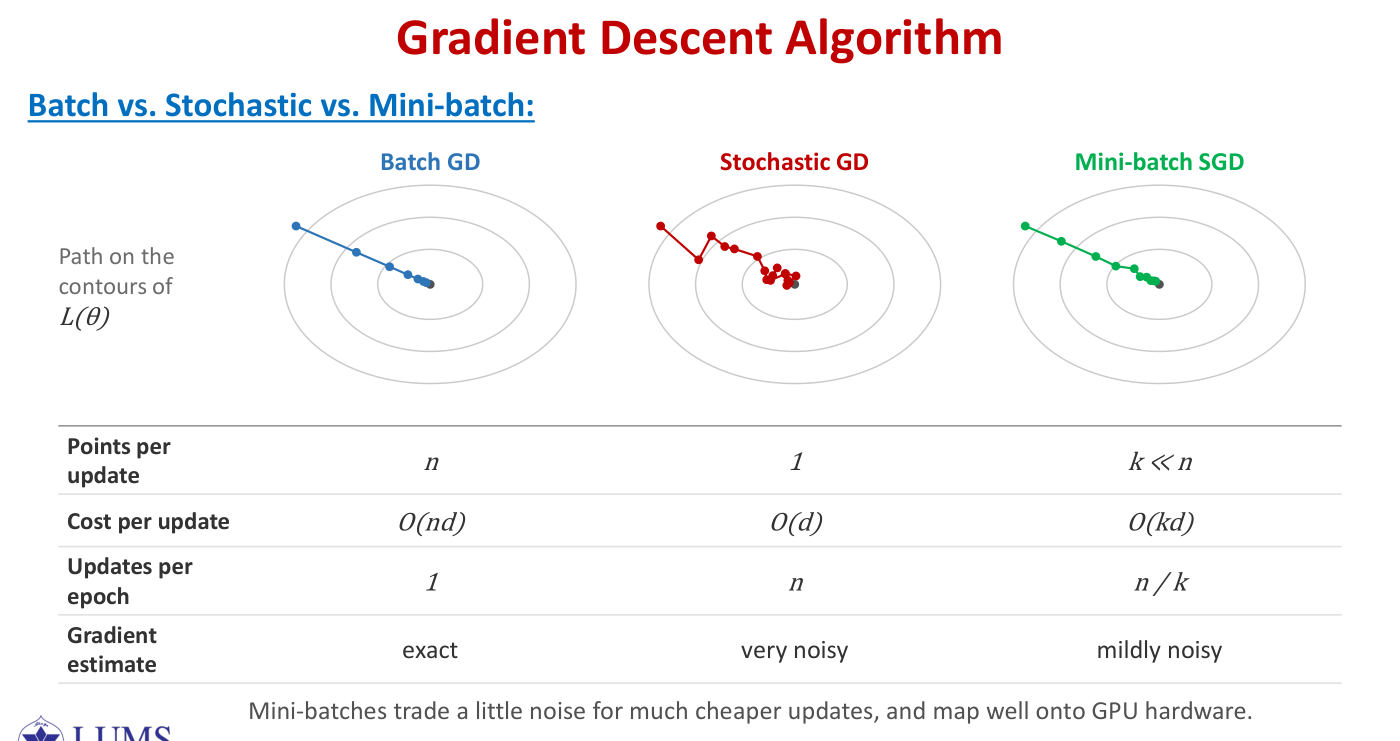 Gradient Descent Algorithm
Batch vs. Stochastic vs. Mini-batch:
Batch GD
Stochastic GD
Mini-batch SGD
Path on the
contours of
L(θ)
Points per
update
n
1
k ≪ n
Cost per update
O(nd)
O(d)
O(kd)
Updates per
epoch
1
n
n / k
Gradient
estimate
exact
very noisy
mildly noisy
Mini-batches trade a little noise for much cheaper updates, and map well onto GPU hardware.
LUMS